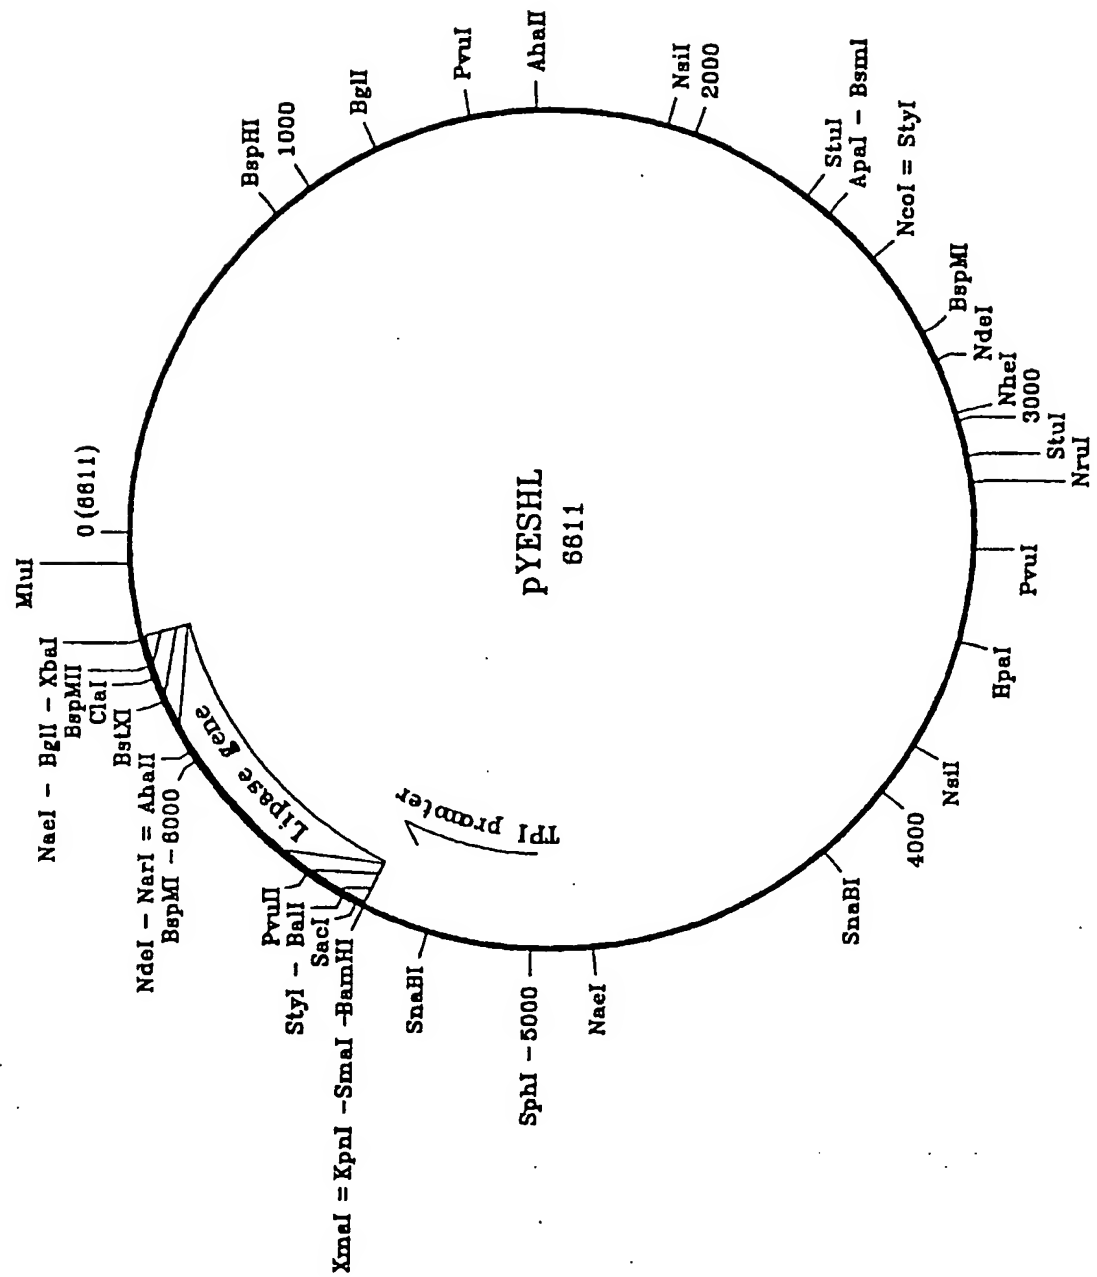 0(6611)
BspHI
1000
BglI
PvuI
AhaII
NsiI
2000
StuI
ApaI - BsmI
NcoI = StyI
BspMI
NdeI
NheI
3000
StuI
NruI
PvuI
HpaI
NsiI
4000
SnaBI
NaeI
SphI - 5000
SnaBI
XmaI = KpnI -SmaI -BamHI
SacI
StyI - BalI
PvuII
BspMI - 6000
NdeI - NarI = AhaII
BstXI
ClaI
BspMII
NaeI - BglI - XbaI
MluI
Lipase gene
TPI promter
pYESHL
6611